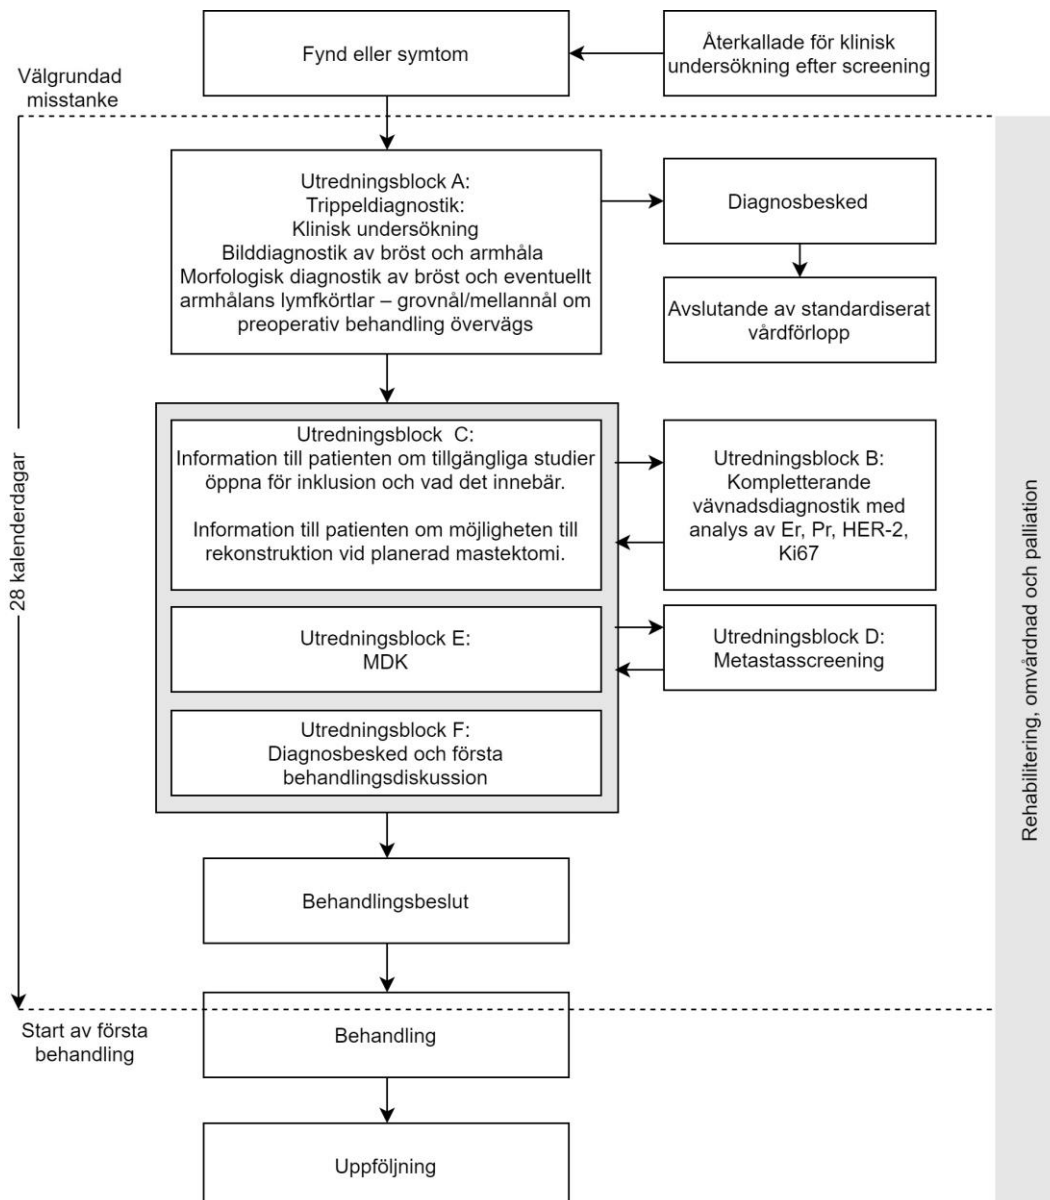 Fynd eller symtom
Återkallade för klinisk
undersökning efter screening
Välgrundad
misstanke
Utredningsblock A:
Trippeldiagnostik:
Klinisk undersökning
Bilddiagnostik av bröst och armhåla
Morfologisk diagnostik av bröst och eventuellt
armhålans lymfkörtlar – grovnål/mellannål om
preoperativ behandling övervägs
Diagnosbesked
Avslutande av standardiserat
vårdförlopp
28 kalenderdagar
Utredningsblock C:
Information till patienten om tillgängliga studier
öppna för inklusion och vad det innebär.
Information till patienten om möjligheten till
rekonstruktion vid planerad mastektomi.
Utredningsblock B:
Kompletterande
vävnadsdiagnostik med
analys av Er, Pr, HER-2,
Ki67
Utredningsblock E:
MDK
Utredningsblock D:
Metastasscreening
Utredningsblock F:
Diagnosbesked och första
behandlingsdiskussion
Rehabilitering, omvårdnad och palliation
Behandlingsbeslut
Start av första
behandling
Behandling
Uppföljning